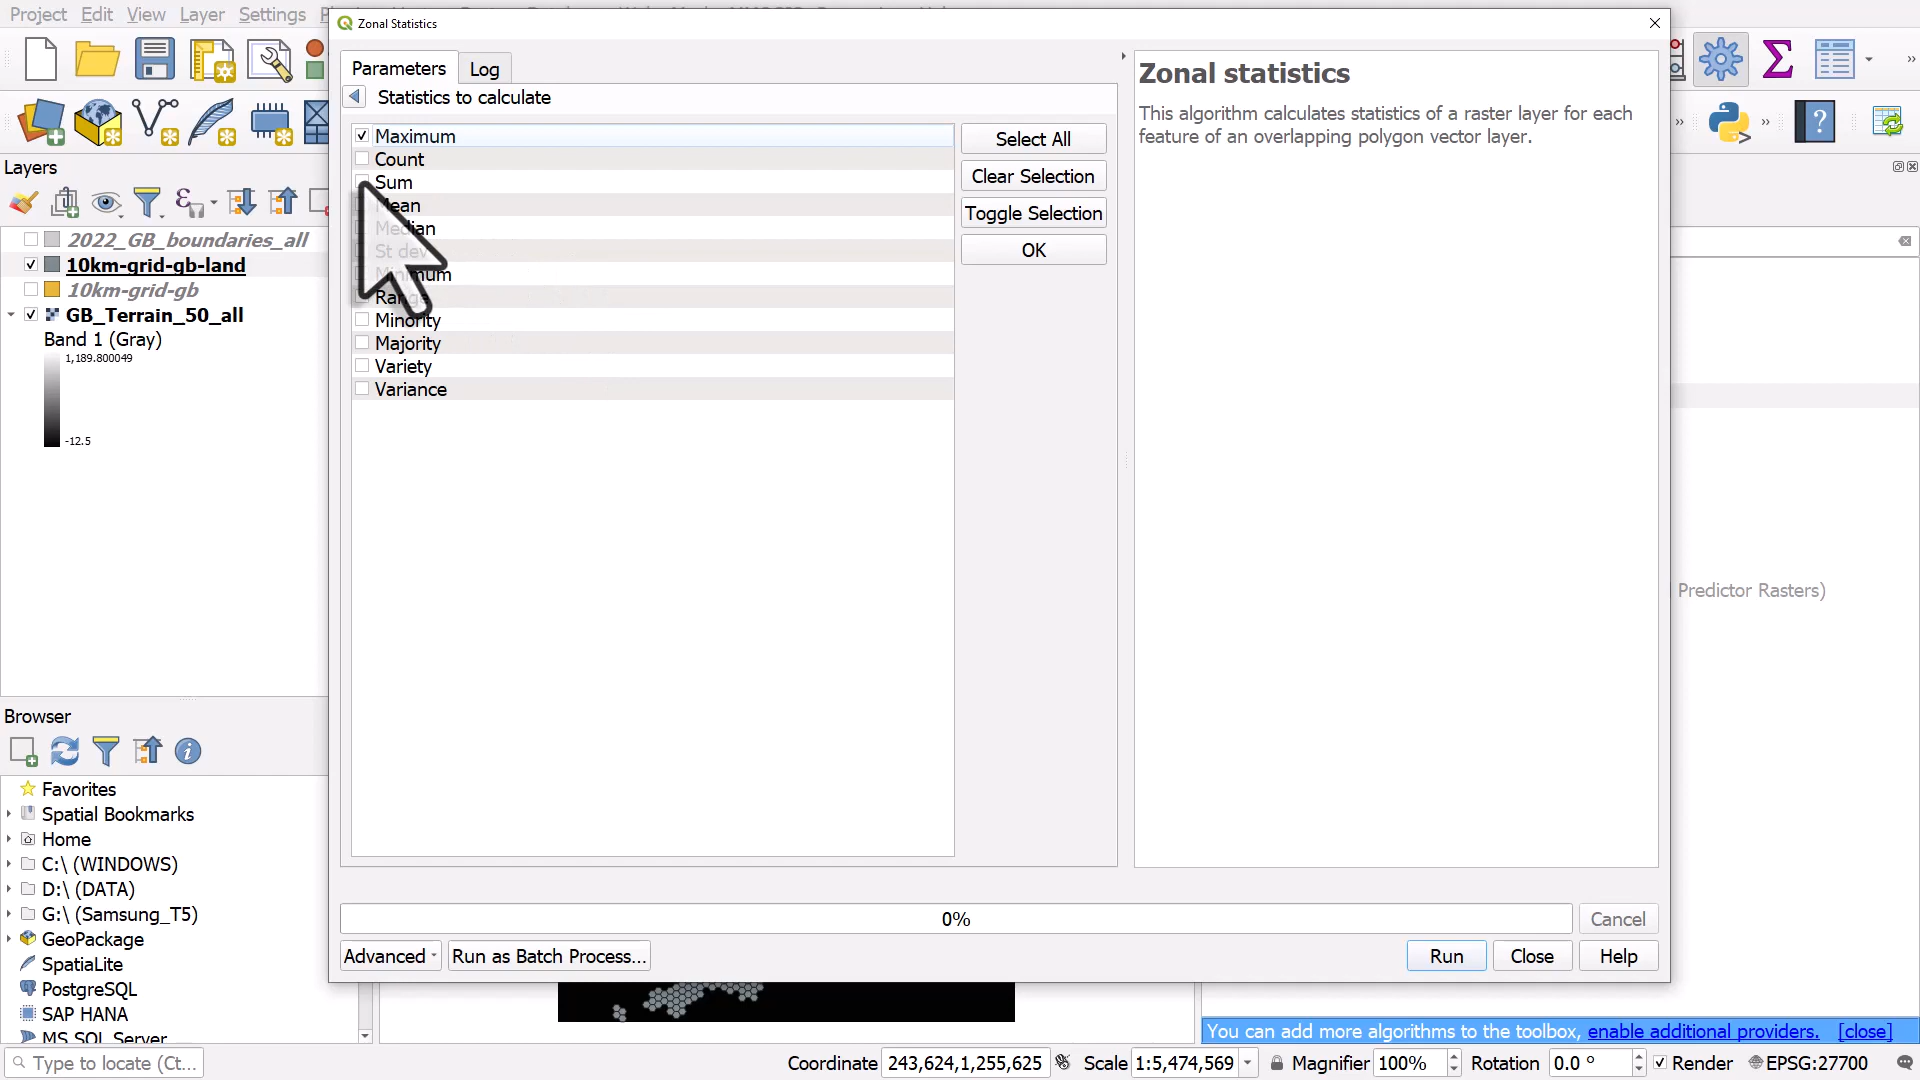 Project Edit View Layer Settings
Zonal Statistics
Parameters
Log
Statistics to calculate
Maximum
Count
Sum
Mean
Median
St dev
Minimum
Range
Minority
Majority
Variety
Variance
Select All
Clear Selection
Toggle Selection
OK
Zonal statistics
This algorithm calculates statistics of a raster layer for each
feature of an overlapping polygon vector layer.
Layers
2022_GB_boundaries_all
10km-grid-gb-land
10km-grid-gb
GB_Terrain_50_all
Band 1 (Gray)
1,189.800049
-12.5
Predictor Rasters)
Browser
Favorites
Spatial Bookmarks
Home
C:\ (WINDOWS)
D:\ (DATA)
G:\ (Samsung_T5)
GeoPackage
SpatiaLite
PostgreSQL
SAP HANA
MS SQL Server
0%
Cancel
Advanced
Run as Batch Process...
Run
Close
Help
You can add more algorithms to the toolbox, enable additional providers. [close]
Type to locate (Ct...
Coordinate 243,624,1,255,625
Scale 1:5,474,569
Magnifier 100%
Rotation 0.0 °
Render
EPSG:27700